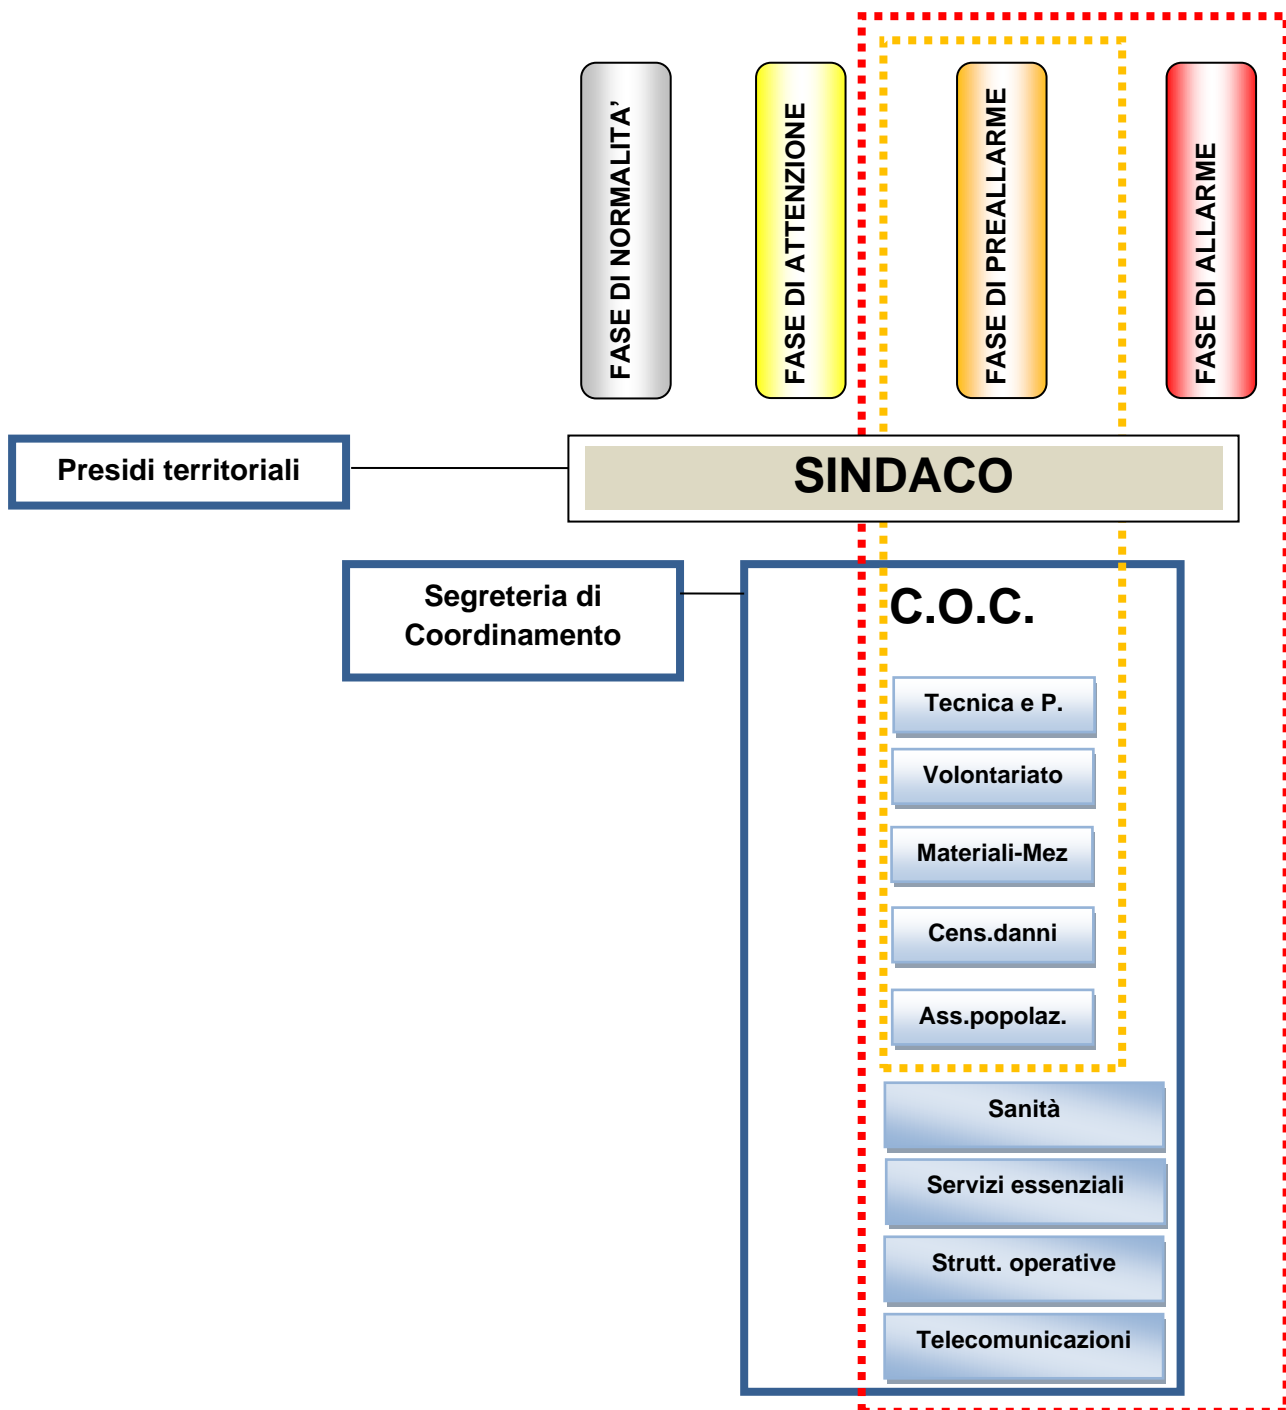 FASE DI NORMALITA'
FASE DI ATTENZIONE
FASE DI PREALLARME
FASE DI ALLARME
Presidi territoriali
SINDACO
Segreteria di
Coordinamento
C.O.C.
Tecnica e P.
Volontariato
Materiali-Mez
Cens.danni
Ass.popolaz.
Sanità
Servizi essenziali
Strutt. operative
Telecomunicazioni